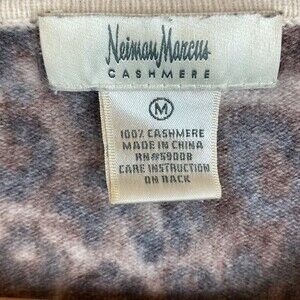 Neiman Marcus
CASHMERE
M
100% CASHMERE
MADE IN CHINA
RN#59008
CARE INSTRUCTION
ON BACK